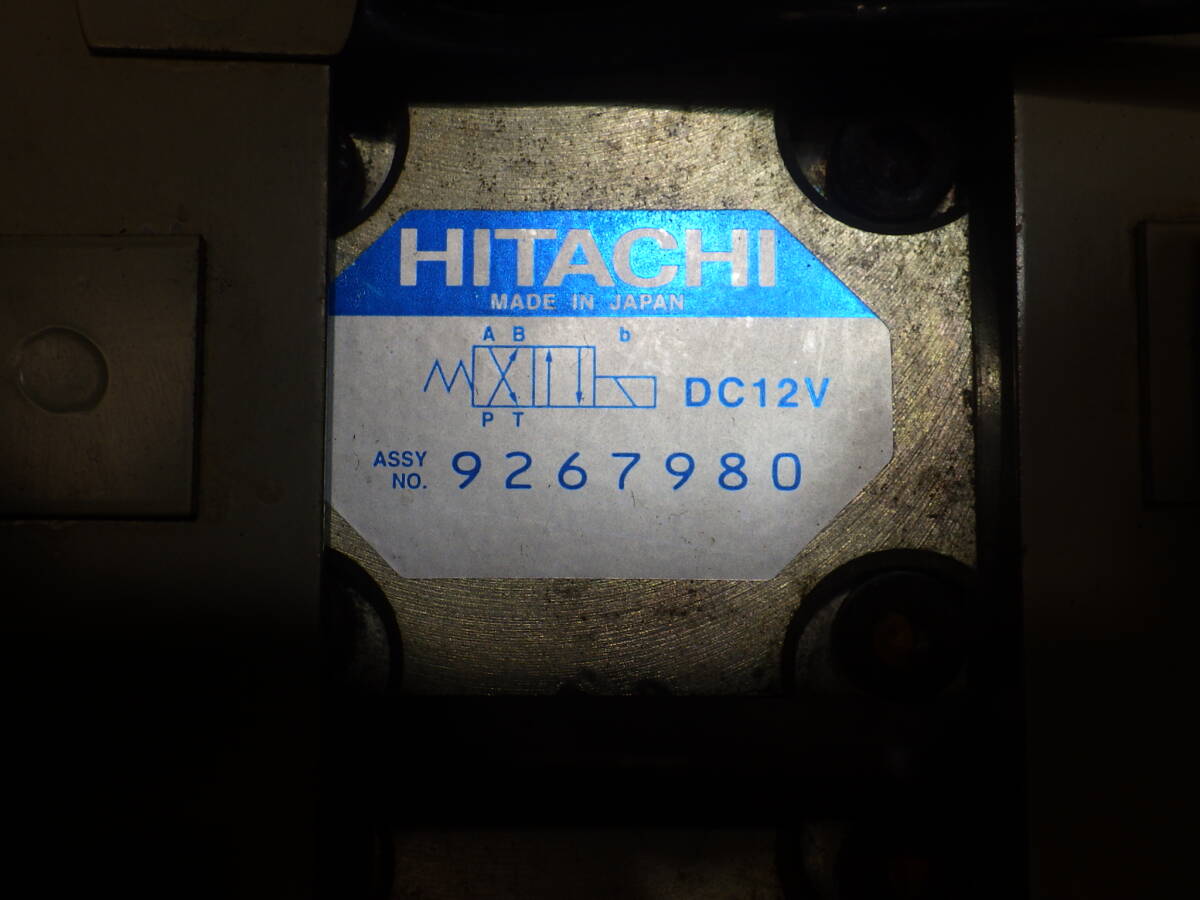 HITACHI
MADE IN JAPAN
A B b
DC12V
P T
ASSY NO. 9267980